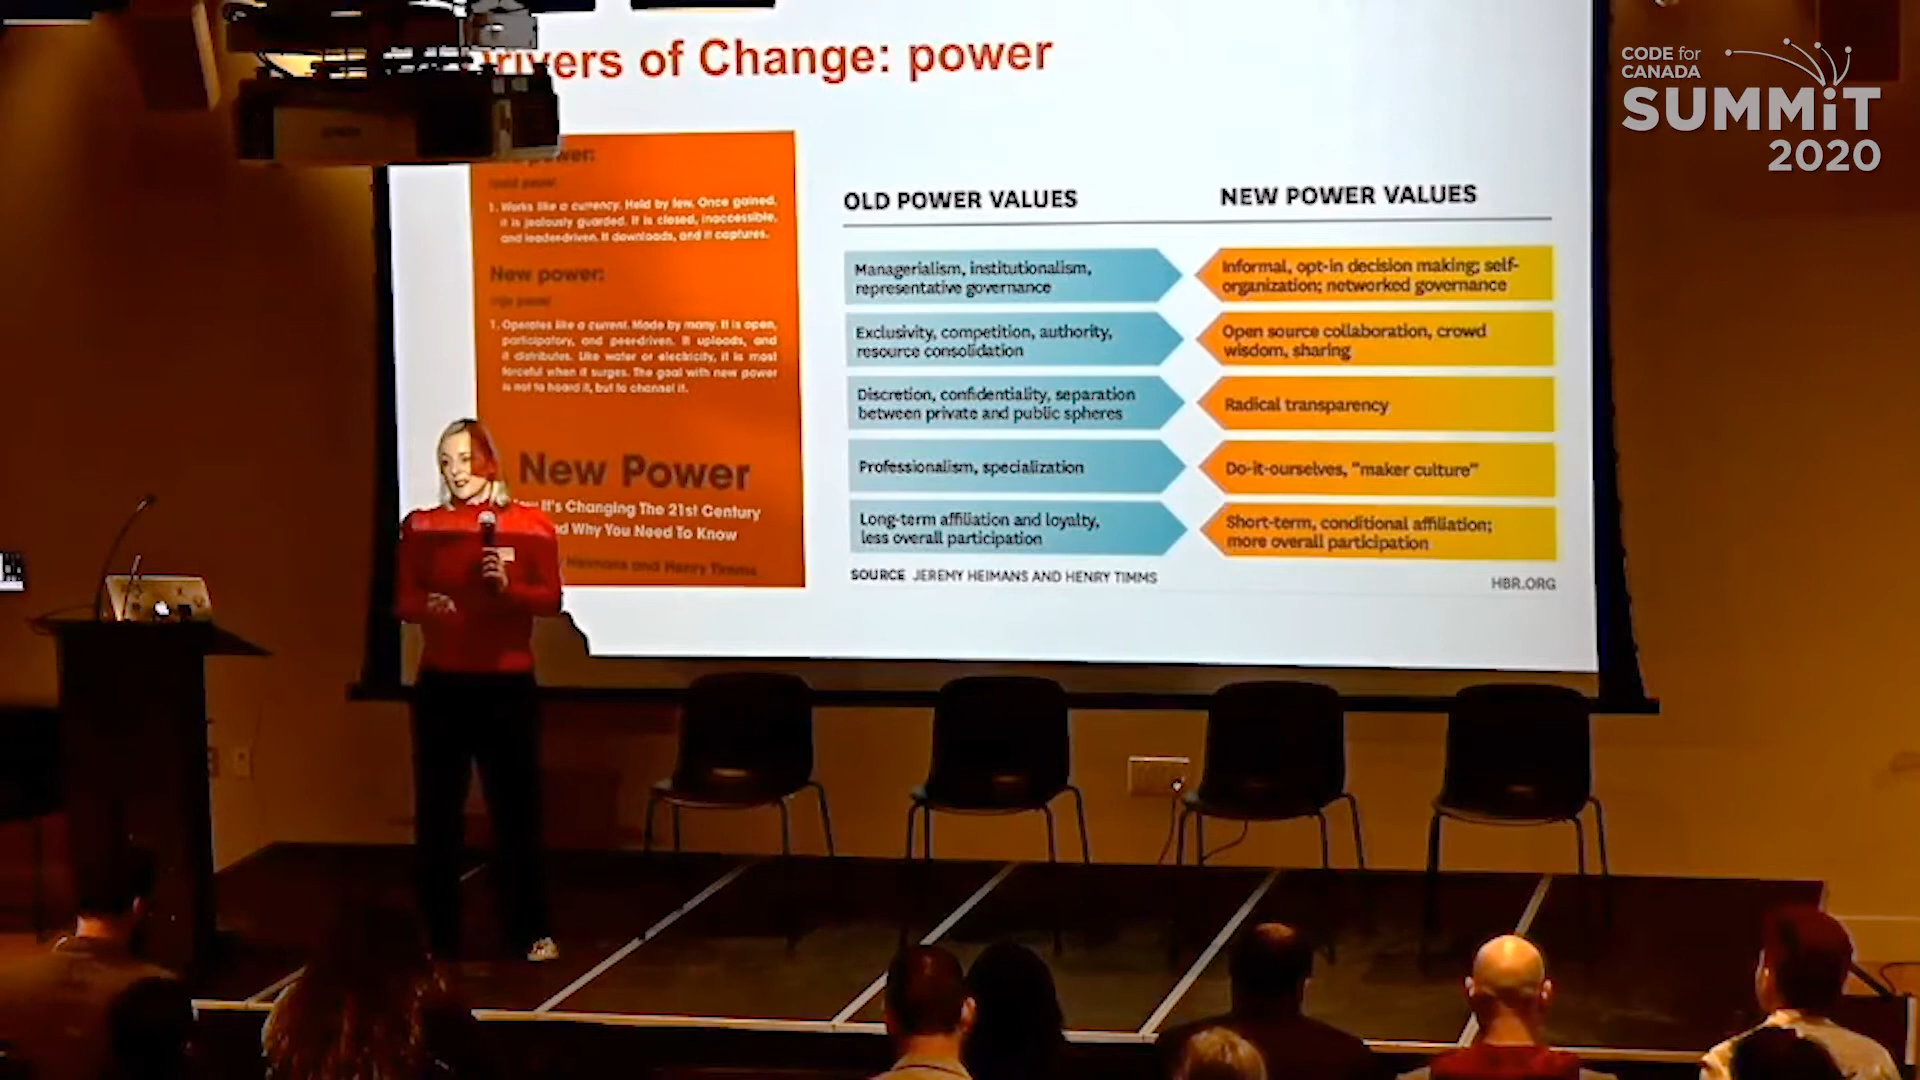 Drivers of Change: power
CODE for
CANADA
SUMMiT
2020
power:
1. Works like a currency. Held by few. Once gained,
it is jealously guarded. It is closed, inaccessible,
and leader-driven. It downloads, and it captures.
New power:
1. Operates like a current. Made by many. It is open,
participatory, and peer-driven. It uploads, and
it distributes. Like water or electricity, it is most
forceful when it surges. The goal with new power
is not to hoard it, but to channel it.
New Power
It's Changing The 21st Century
Why You Need To Know
Heimans and Henry Timms
OLD POWER VALUES
NEW POWER VALUES
Managerialism, institutionalism,
representative governance
Informal, opt-in decision making; self-
organization; networked governance
Exclusivity, competition, authority,
resource consolidation
Open source collaboration, crowd
wisdom, sharing
Discretion, confidentiality, separation
between private and public spheres
Radical transparency
Professionalism, specialization
Do-it-ourselves, "maker culture"
Long-term affiliation and loyalty,
less overall participation
Short-term, conditional affiliation;
more overall participation
SOURCE JEREMY HEIMANS AND HENRY TIMMS
HBR.ORG